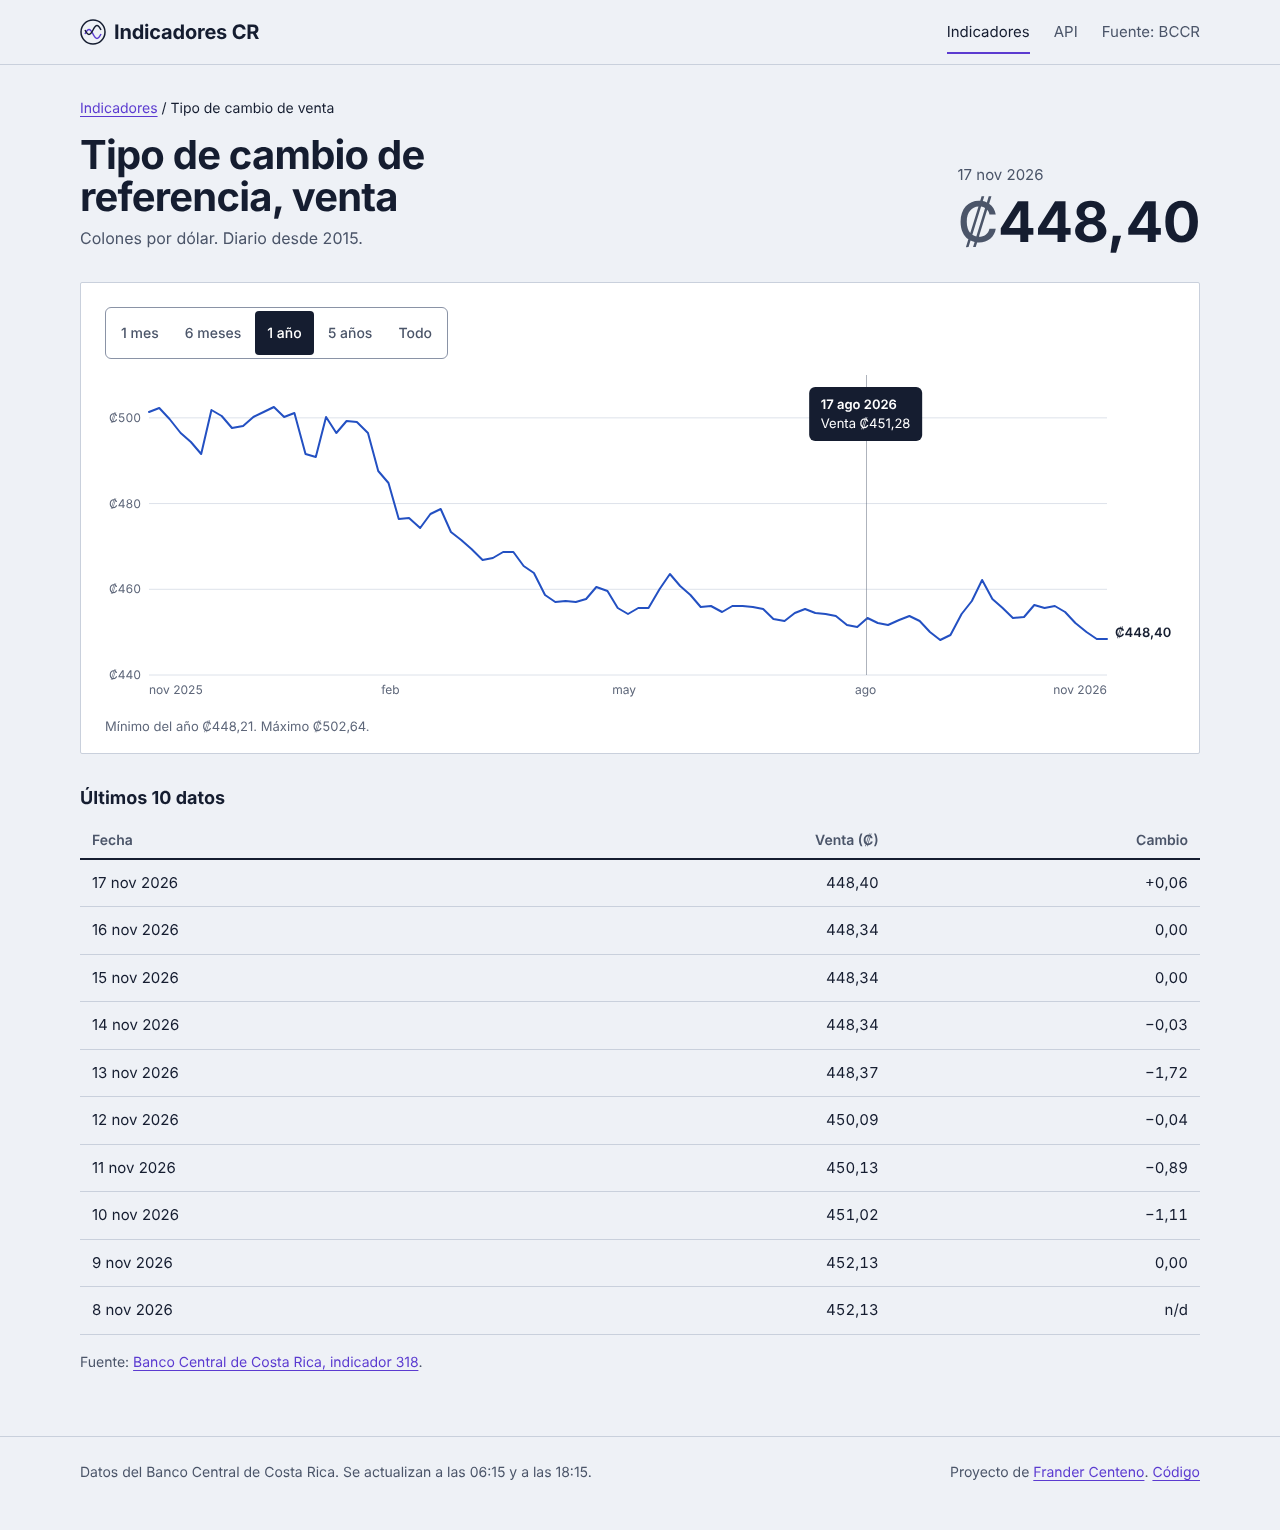 Indicadores CR
Indicadores API Fuente: BCCR
Indicadores / Tipo de cambio de venta
Tipo de cambio de
referencia, venta
Colones por dólar. Diario desde 2015.
17 nov 2026
₡448,40
1 mes 6 meses 1 año 5 años Todo
17 ago 2026
Venta ₡451,28
₡500
₡480
₡460
₡440
₡448,40
nov 2025 feb may ago nov 2026
Mínimo del año ₡448,21. Máximo ₡502,64.
Últimos 10 datos
Fecha Venta (₡) Cambio
17 nov 2026 448,40 +0,06
16 nov 2026 448,34 0,00
15 nov 2026 448,34 0,00
14 nov 2026 448,34 −0,03
13 nov 2026 448,37 −1,72
12 nov 2026 450,09 −0,04
11 nov 2026 450,13 −0,89
10 nov 2026 451,02 −1,11
9 nov 2026 452,13 0,00
8 nov 2026 452,13 n/d
Fuente: Banco Central de Costa Rica, indicador 318.
Datos del Banco Central de Costa Rica. Se actualizan a las 06:15 y a las 18:15.
Proyecto de Frander Centeno. Código